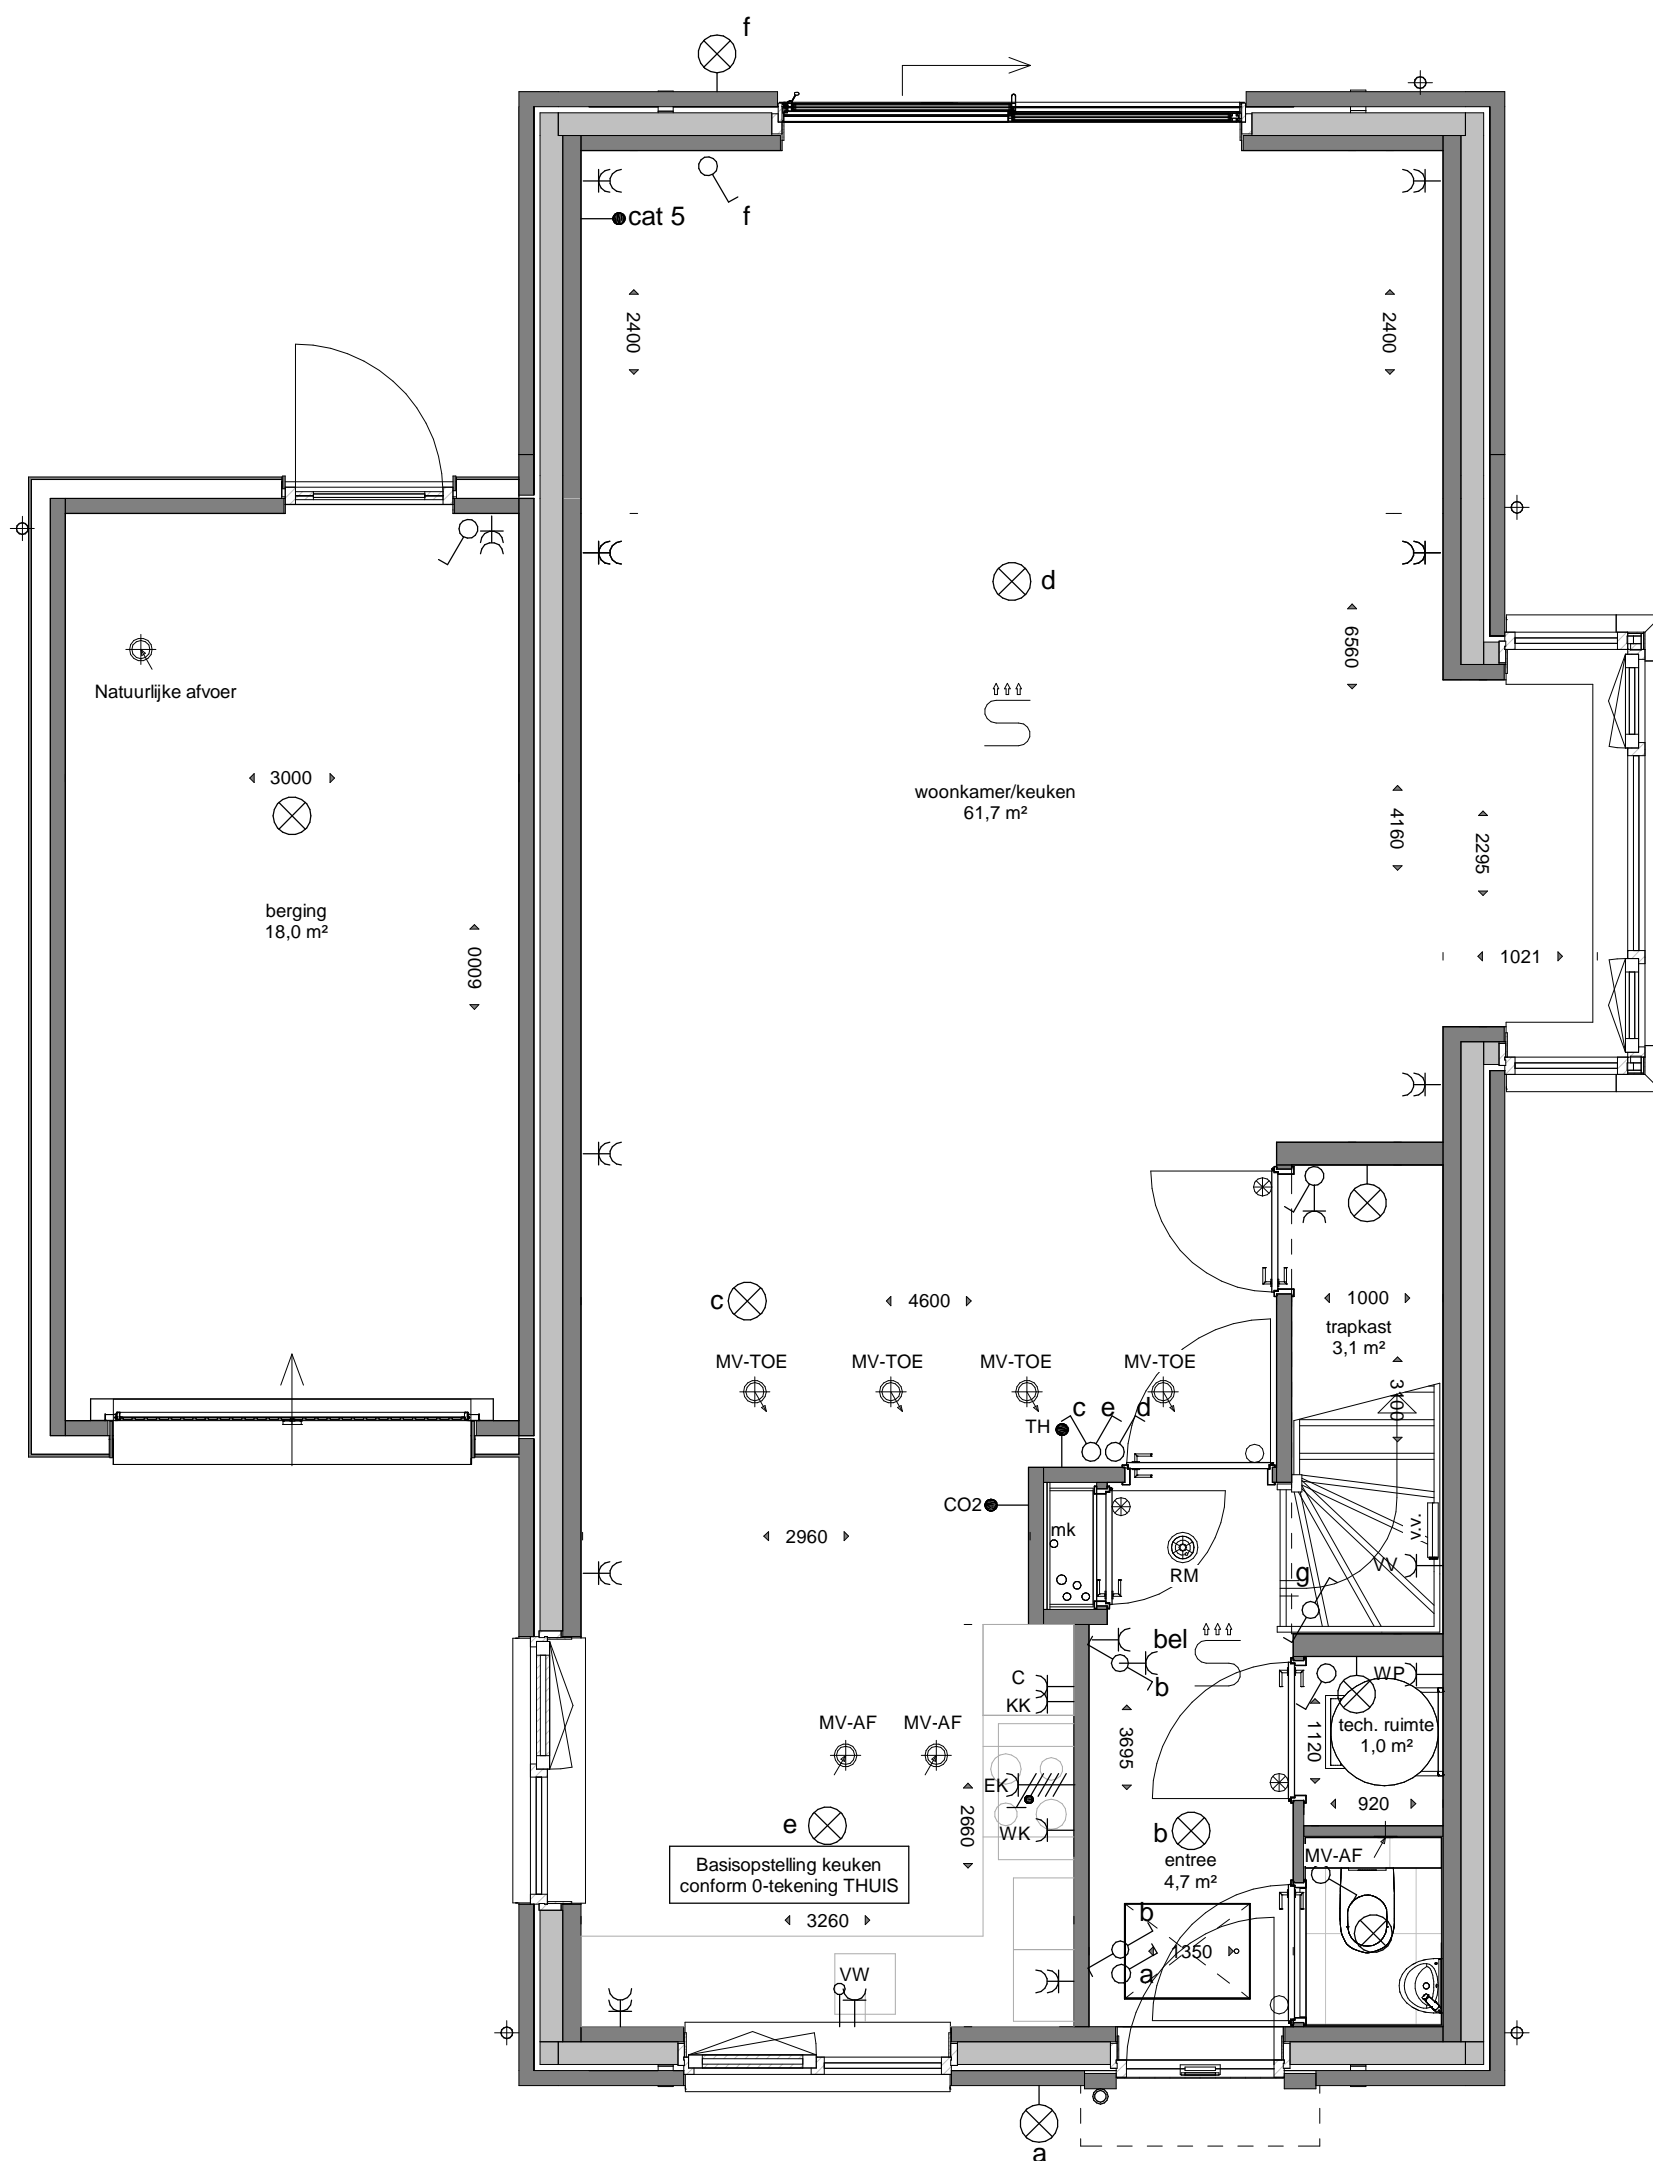 f
f
cat 5
2400
2400
d
6560
Natuurlijke afvoer
3000
woonkamer/keuken
61,7 m²
4160
2295
berging
18,0 m²
6000
1021
c
4600
1000
trapkast
3,1 m²
MV-TOE
MV-TOE
MV-TOE
MV-TOE
3400
c
e
d
TH
CO2
mk
2960
v.v.
VV
RM
g
bel
b
C
KK
WP
MV-AF
MV-AF
3695
1120
tech. ruimte
1,0 m²
EK
920
2660
e
WK
b
entree
4,7 m²
MV-AF
Basisopstelling keuken
conform 0-tekening THUIS
3260
b
1350
a
VW
a